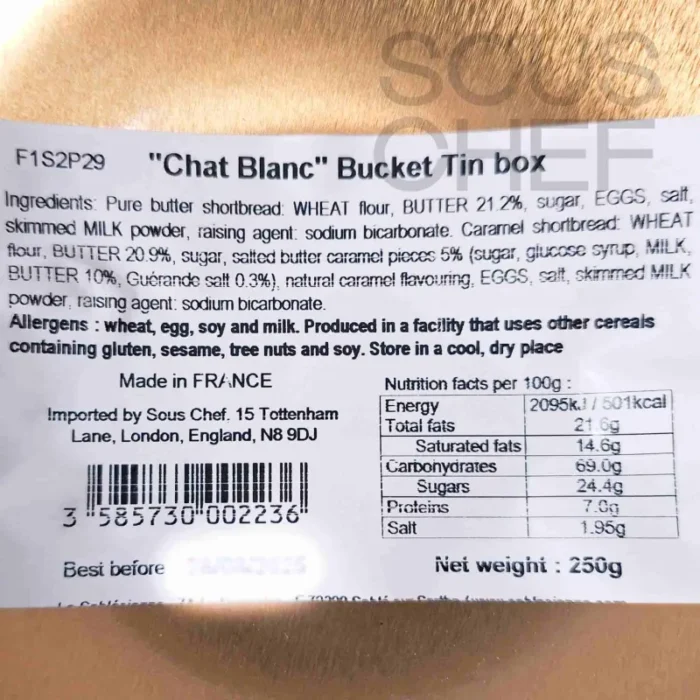 SOUS
CHEF
F1S2P29
"Chat Blanc" Bucket Tin box
Ingredients: Pure butter shortbread: WHEAT flour, BUTTER 21.2%, sugar, EGGS, salt,
skimmed MILK powder, raising agent: sodium bicarbonate. Caramel shortbread: WHEAT
flour, BUTTER 20.9%, sugar, salted butter caramel pieces 5% (sugar, glucose syrup, MILK,
BUTTER 10%, Guérande salt 0.3%), natural caramel flavouring, EGGS, salt, skimmed MILK
powder, raising agent: sodium bicarbonate.
Allergens : wheat, egg, soy and milk. Produced in a facility that uses other cereals
containing gluten, sesame, tree nuts and soy. Store in a cool, dry place
Made in FRANCE
Imported by Sous Chef. 15 Tottenham
Lane, London, England, N8 9DJ
3 585730 002236
Best before
Nutrition facts per 100g :
Energy 2095kJ / 501kcal
Total fats 21.6g
Saturated fats 14.6g
Carbohydrates 69.0g
Sugars 24.4g
Proteins 7.0g
Salt 1.95g
Net weight : 250g